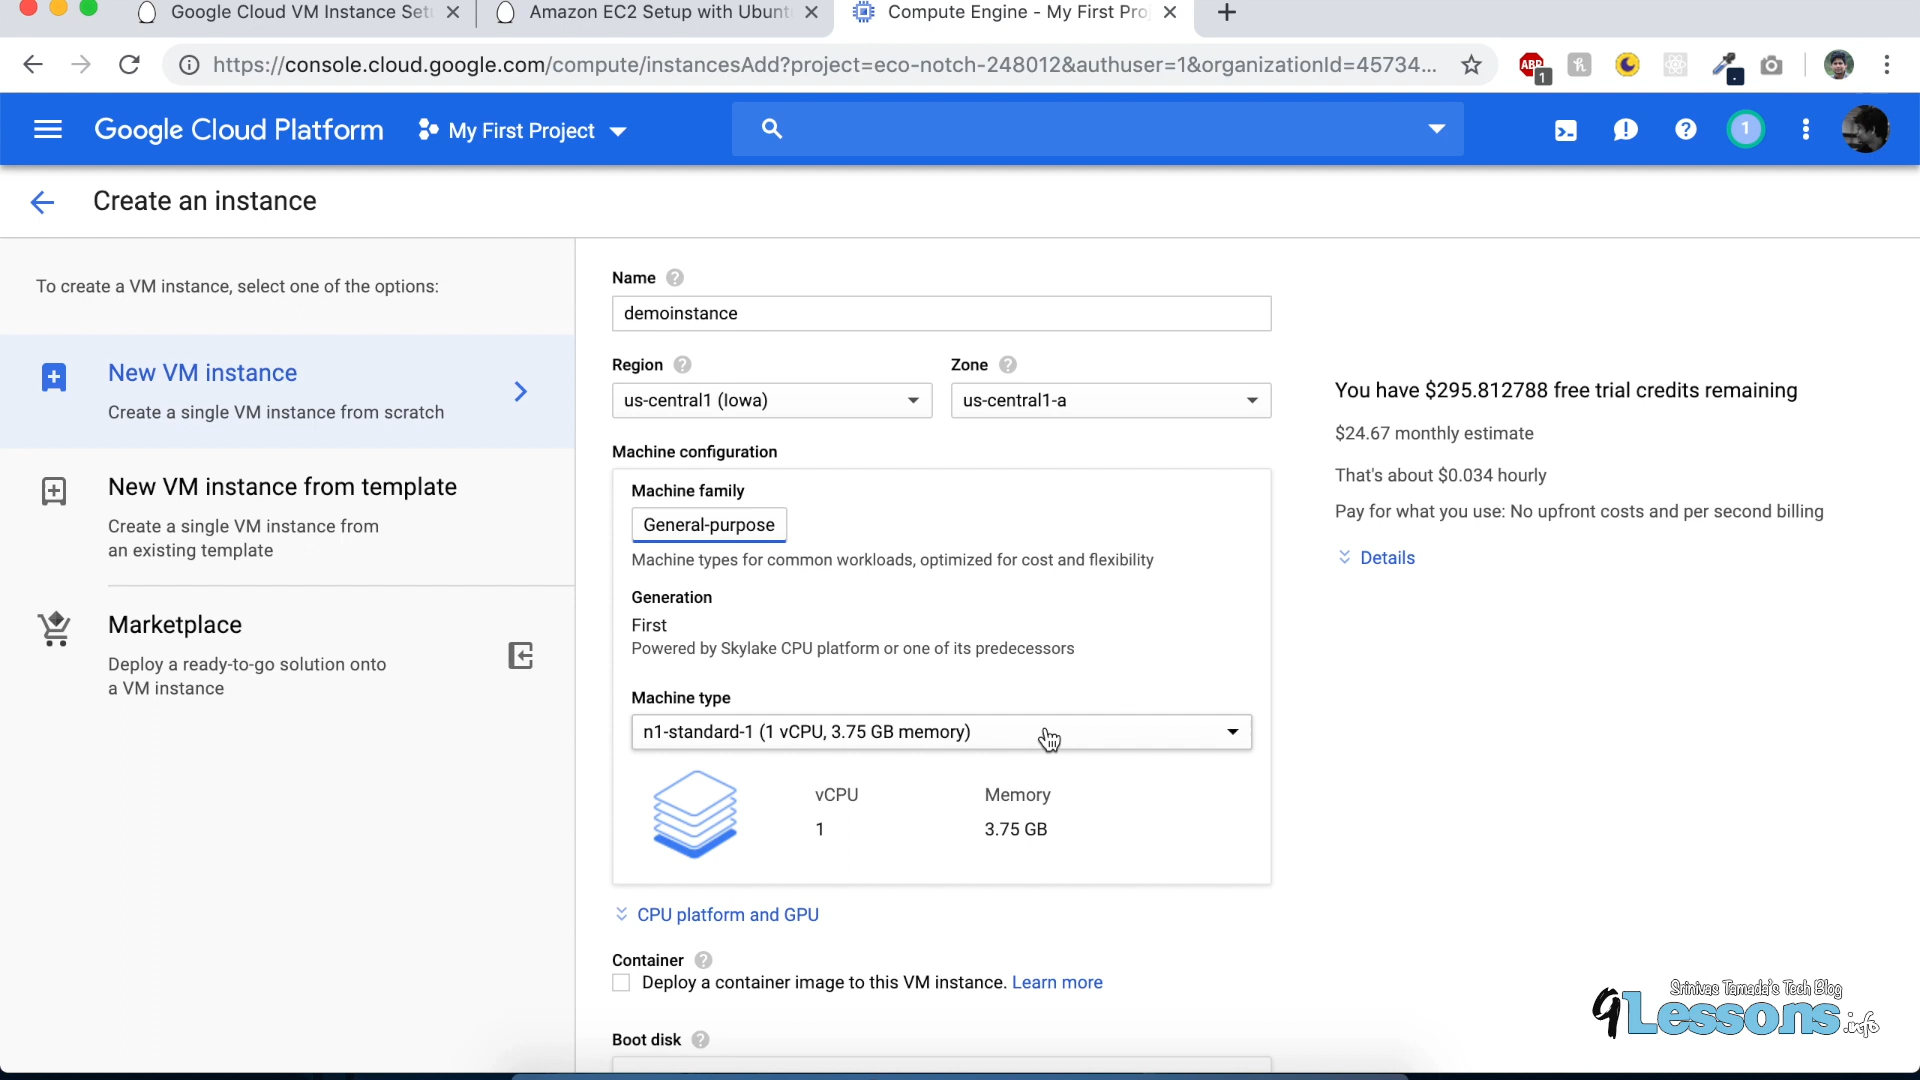 Google Cloud VM Instance Setu
Amazon EC2 Setup with Ubunt
Compute Engine - My First Pro
https://console.cloud.google.com/compute/instancesAdd?project=eco-notch-248012&authuser=1&organizationId=45734...
ABP
1
Google Cloud Platform
My First Project
1
Create an instance
To create a VM instance, select one of the options:
New VM instance
Create a single VM instance from scratch
New VM instance from template
Create a single VM instance from
an existing template
Marketplace
Deploy a ready-to-go solution onto
a VM instance
Name
demoinstance
Region
Zone
us-central1 (Iowa)
us-central1-a
Machine configuration
Machine family
General-purpose
Machine types for common workloads, optimized for cost and flexibility
Generation
First
Powered by Skylake CPU platform or one of its predecessors
Machine type
n1-standard-1 (1 vCPU, 3.75 GB memory)
vCPU
Memory
1
3.75 GB
CPU platform and GPU
Container
Deploy a container image to this VM instance. Learn more
Boot disk
You have $295.812788 free trial credits remaining
$24.67 monthly estimate
That's about $0.034 hourly
Pay for what you use: No upfront costs and per second billing
Details
Srinivas Tamada's Tech Blog
9Lessons.info